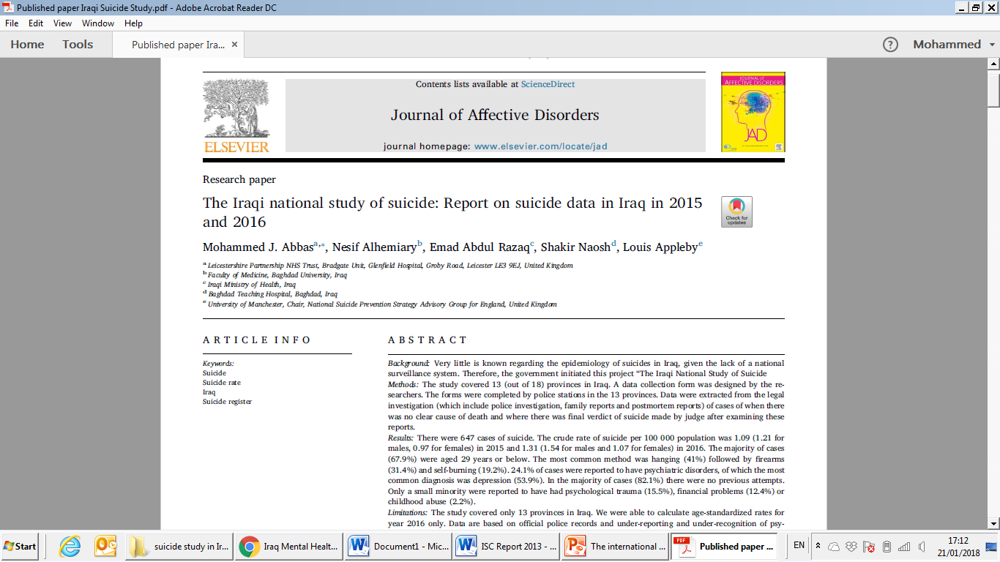 Published paper Iraqi Suicide Study.pdf - Adobe Acrobat Reader DC
File Edit View Window Help
Home Tools Published paper Ira... × ? Mohammed
Contents lists available at ScienceDirect
Journal of Affective Disorders
journal homepage: www.elsevier.com/locate/jad
ELSEVIER
JOURNAL of
AFFECTIVE DISORDERS
JAD
Research paper
The Iraqi national study of suicide: Report on suicide data in Iraq in 2015
and 2016
Check for
updates
Mohammed J. Abbasa,⁎, Nesif Alhemiaryb, Emad Abdul Razaqc, Shakir Naoshd, Louis Applebye
a Leicestershire Partnership NHS Trust, Bradgate Unit, Glenfield Hospital, Groby Road, Leicester LE3 9EJ, United Kingdom
b Faculty of Medicine, Baghdad University, Iraq
c Iraqi Ministry of Health, Iraq
d Baghdad Teaching Hospital, Baghdad, Iraq
e University of Manchester, Chair, National Suicide Prevention Strategy Advisory Group for England, United Kingdom
ARTICLE INFO
Keywords:
Suicide
Suicide rate
Iraq
Suicide register
ABSTRACT
Background: Very little is known regarding the epidemiology of suicides in Iraq, given the lack of a national
surveillance system. Therefore, the government initiated this project “The Iraqi National Study of Suicide
Methods: The study covered 13 (out of 18) provinces in Iraq. A data collection form was designed by the re-
searchers. The forms were completed by police stations in the 13 provinces. Data were extracted from the legal
investigation (which include police investigation, family reports and postmortem reports) of cases of when there
was no clear cause of death and where there was final verdict of suicide made by judge after examining these
reports.
Results: There were 647 cases of suicide. The crude rate of suicide per 100 000 population was 1.09 (1.21 for
males, 0.97 for females) in 2015 and 1.31 (1.54 for males and 1.07 for females) in 2016. The majority of cases
(67.9%) were aged 29 years or below. The most common method was hanging (41%) followed by firearms
(31.4%) and self-burning (19.2%). 24.1% of cases were reported to have psychiatric disorders, of which the most
common diagnosis was depression (53.9%). In the majority of cases (82.1%) there were no previous attempts.
Only a small minority were reported to have had psychological trauma (15.5%), financial problems (12.4%) or
childhood abuse (2.2%).
Limitations: The study covered only 13 provinces in Iraq. We were able to calculate age-standardized rates for
year 2016 only. Data are based on official police records and under-reporting and under-recognition of psy-
Start suicide study in Ir... Iraq Mental Healt... Document1 - Mic... ISC Report 2013 - ... The international ... Published paper ... EN 17:12
21/01/2018